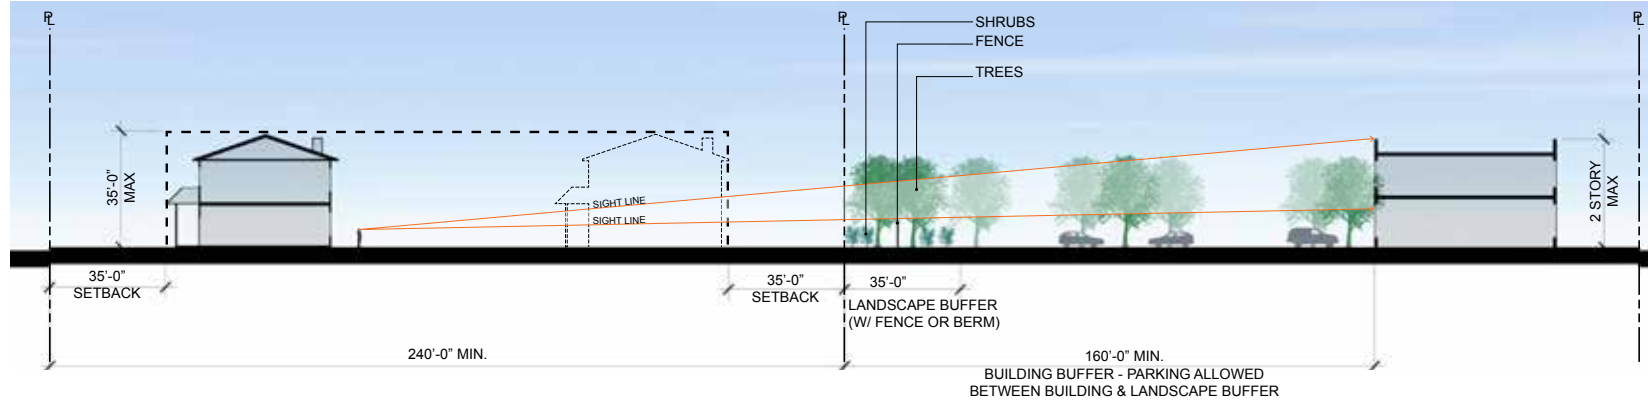 PL
PL
PL
SHRUBS
FENCE
TREES
35'-0"
MAX
SIGHT LINE
SIGHT LINE
2 STORY
MAX
35'-0"
SETBACK
35'-0"
SETBACK
35'-0"
LANDSCAPE BUFFER
(W/ FENCE OR BERM)
240'-0" MIN.
160'-0" MIN.
BUILDING BUFFER - PARKING ALLOWED
BETWEEN BUILDING & LANDSCAPE BUFFER